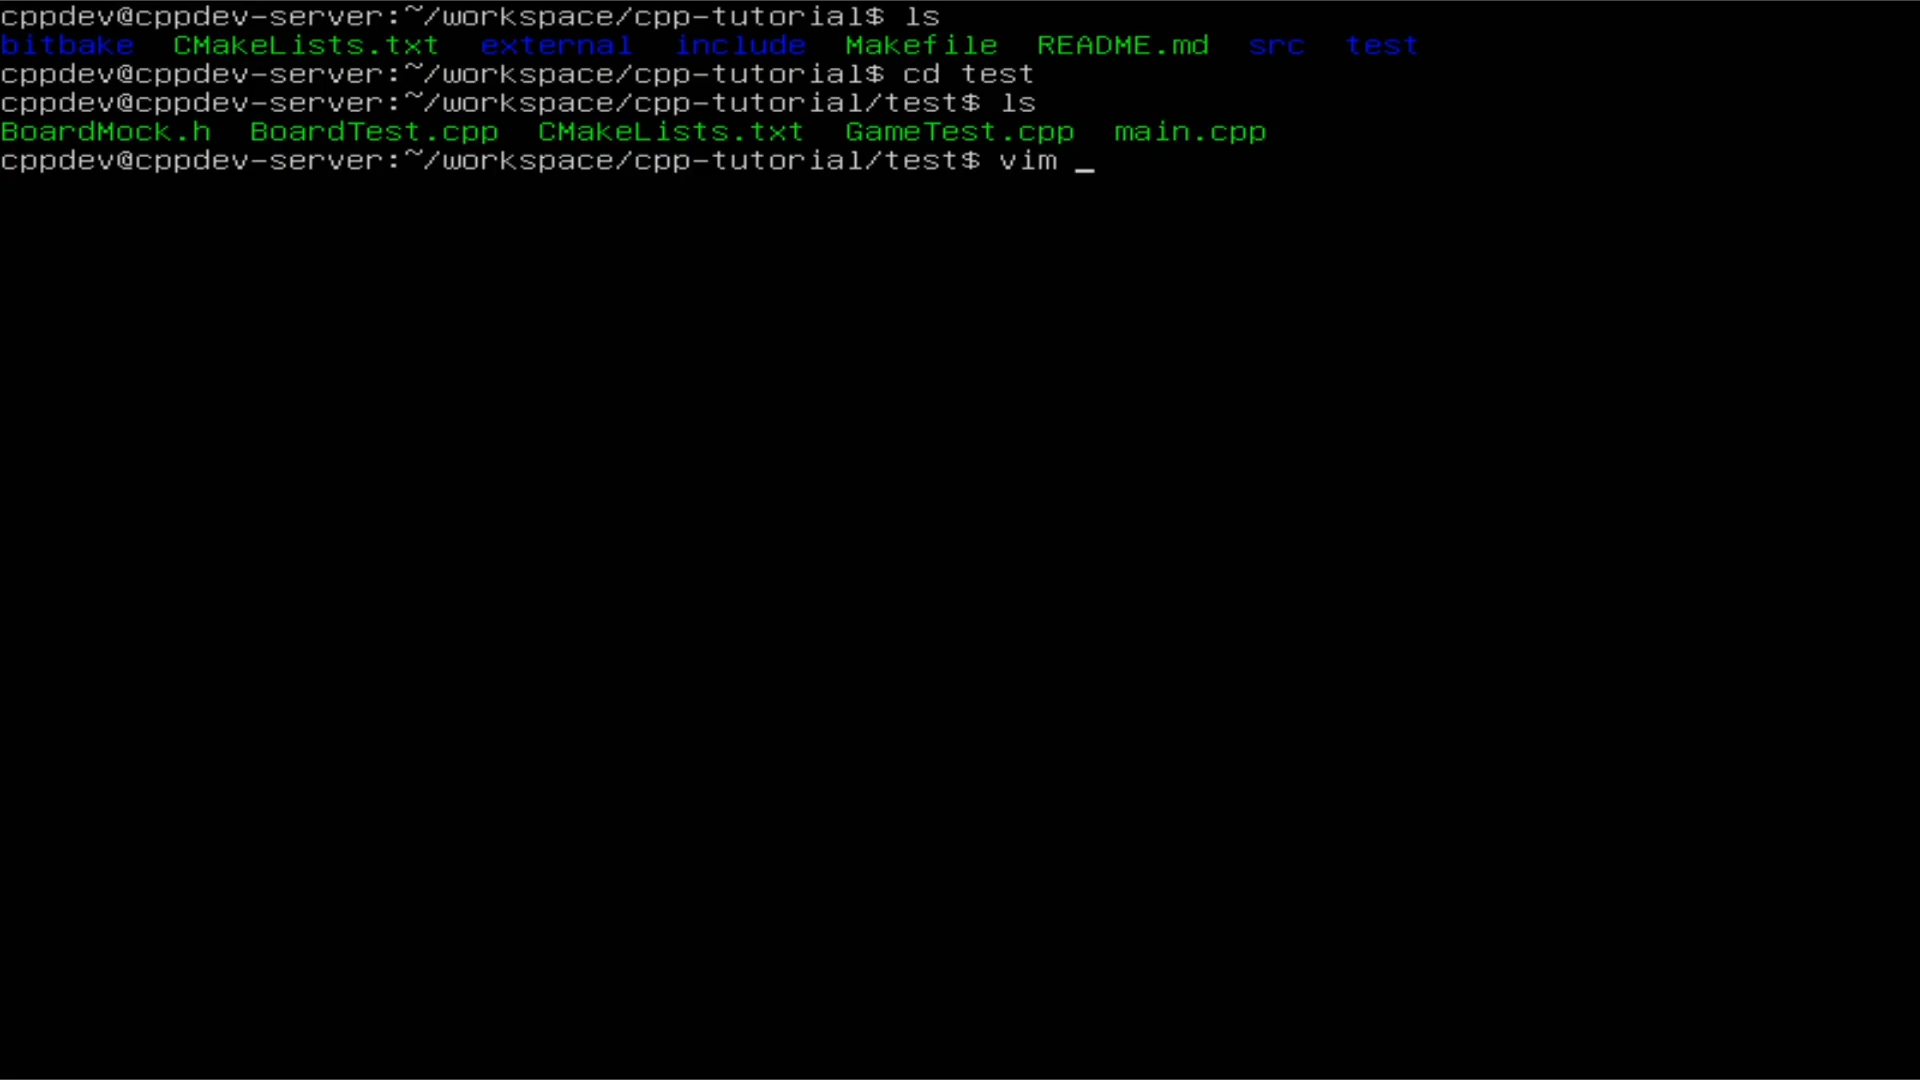 cppdev@cppdev-server:~/workspace/cpp-tutorial$ ls
bitbake  CMakeLists.txt  external  include  Makefile  README.md  src  test
cppdev@cppdev-server:~/workspace/cpp-tutorial$ cd test
cppdev@cppdev-server:~/workspace/cpp-tutorial/test$ ls
BoardMock.h  BoardTest.cpp  CMakeLists.txt  GameTest.cpp  main.cpp
cppdev@cppdev-server:~/workspace/cpp-tutorial/test$ vim _